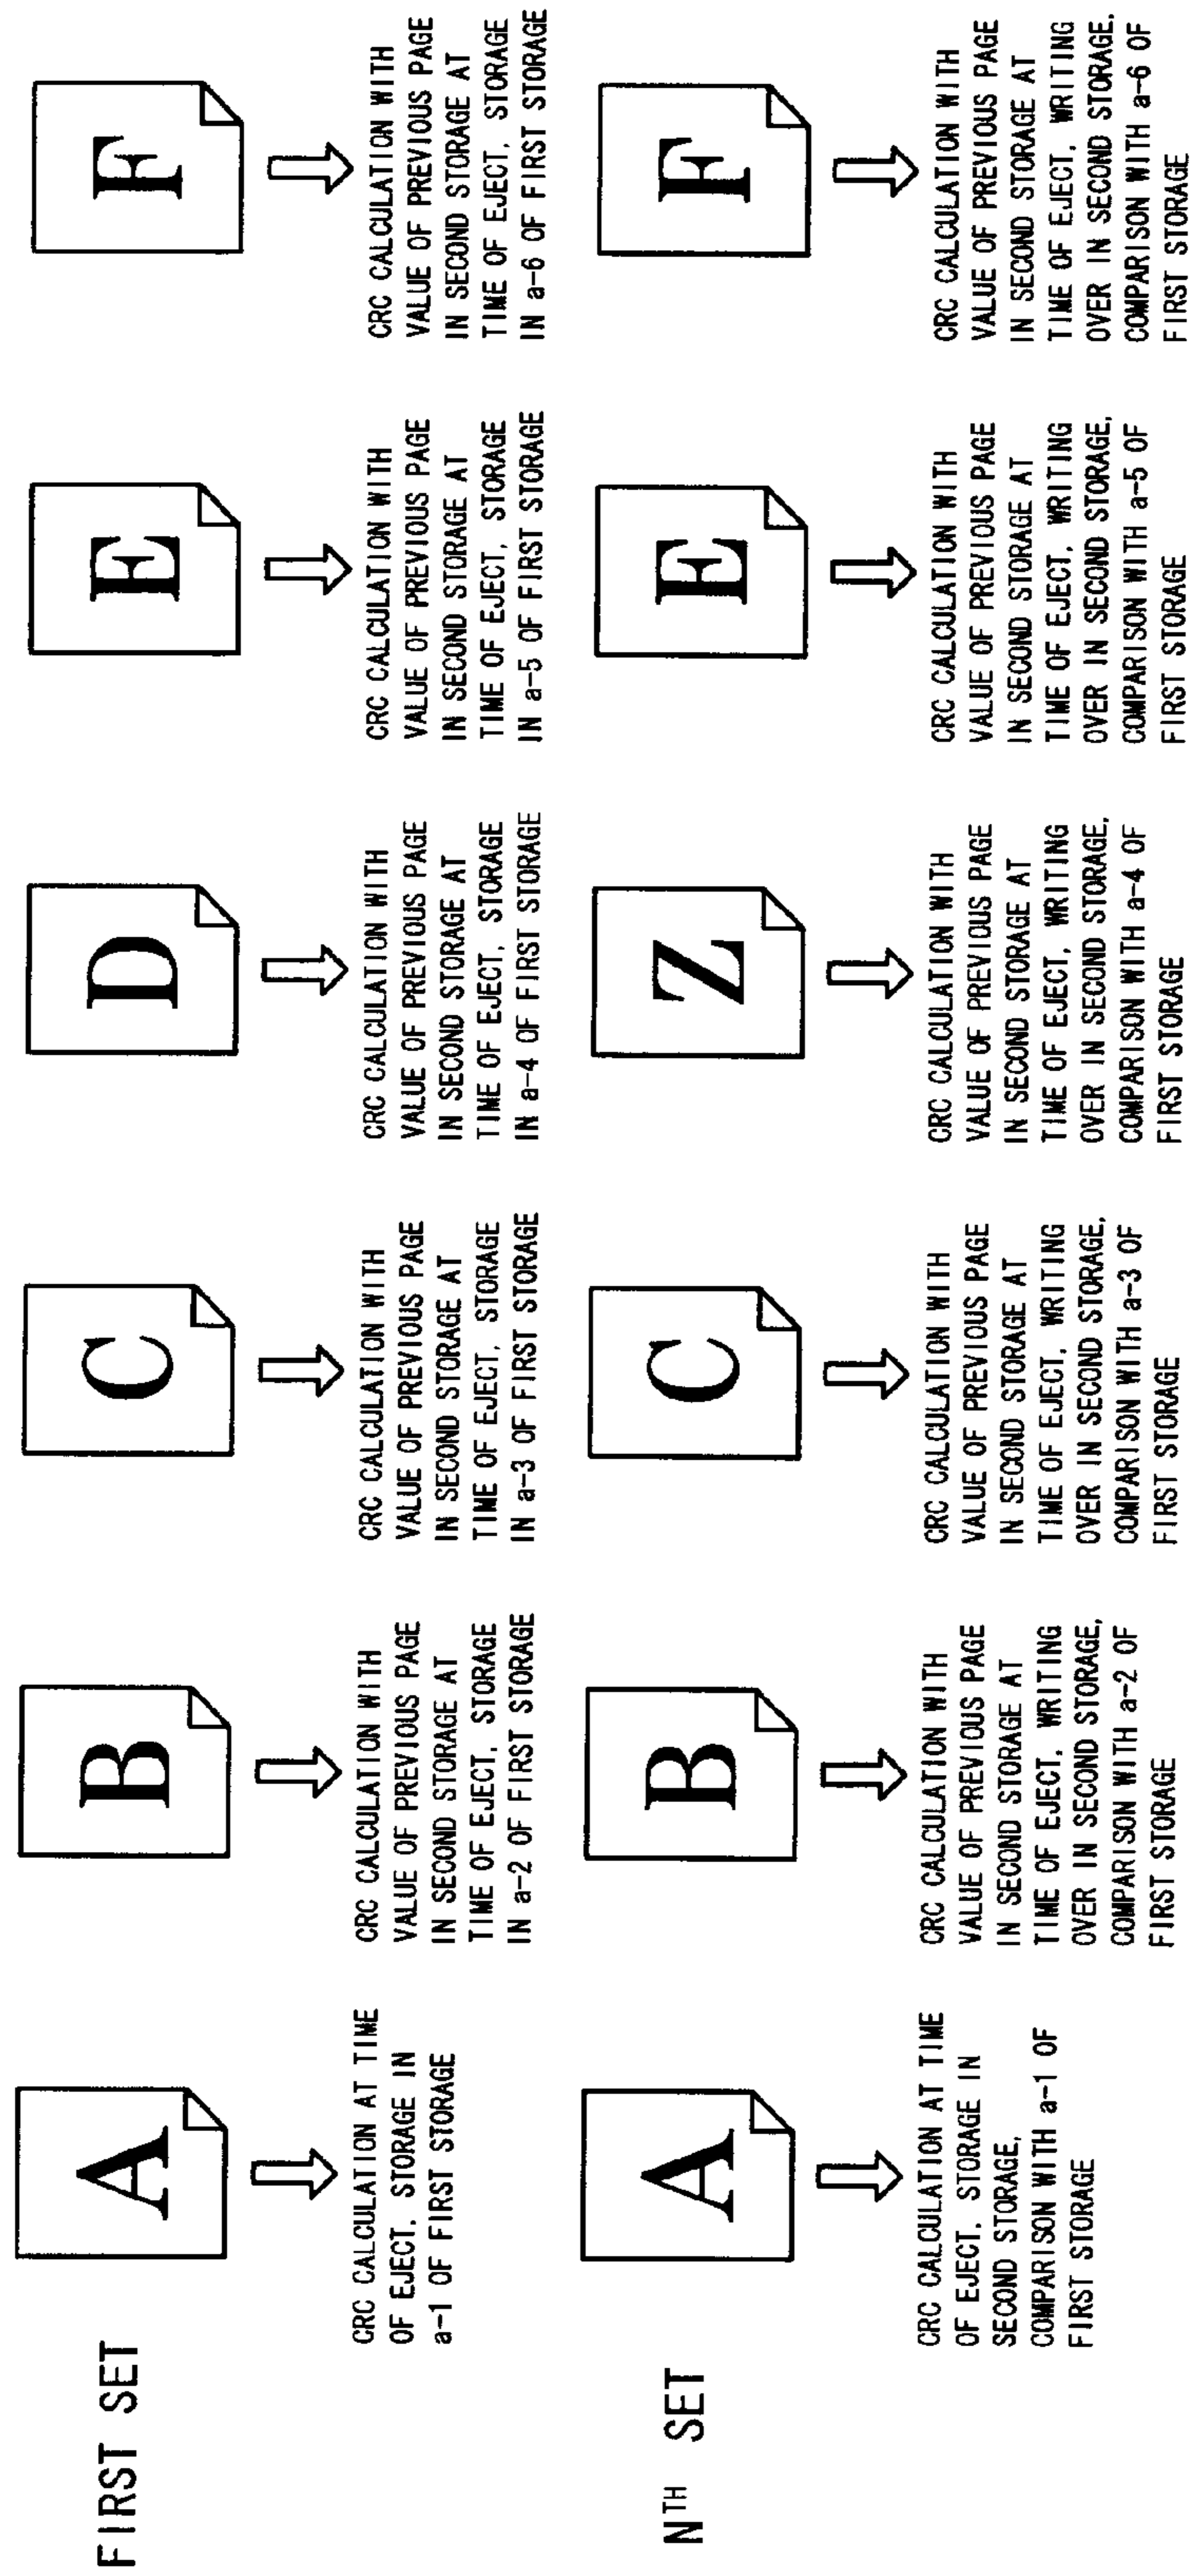 FIRST SET
A
CRC CALCULATION AT TIME
OF EJECT, STORAGE IN
a-1 OF FIRST STORAGE
B
CRC CALCULATION WITH
VALUE OF PREVIOUS PAGE
IN SECOND STORAGE AT
TIME OF EJECT, STORAGE
IN a-2 OF FIRST STORAGE
C
CRC CALCULATION WITH
VALUE OF PREVIOUS PAGE
IN SECOND STORAGE AT
TIME OF EJECT, STORAGE
IN a-3 OF FIRST STORAGE
D
CRC CALCULATION WITH
VALUE OF PREVIOUS PAGE
IN SECOND STORAGE AT
TIME OF EJECT, STORAGE
IN a-4 OF FIRST STORAGE
E
CRC CALCULATION WITH
VALUE OF PREVIOUS PAGE
IN SECOND STORAGE AT
TIME OF EJECT, STORAGE
IN a-5 OF FIRST STORAGE
F
CRC CALCULATION WITH
VALUE OF PREVIOUS PAGE
IN SECOND STORAGE AT
TIME OF EJECT, STORAGE
IN a-6 OF FIRST STORAGE
NTH SET
A
CRC CALCULATION AT TIME
OF EJECT, STORAGE IN
SECOND STORAGE,
COMPARISON WITH a-1 OF
FIRST STORAGE
B
CRC CALCULATION WITH
VALUE OF PREVIOUS PAGE
IN SECOND STORAGE AT
TIME OF EJECT, WRITING
OVER IN SECOND STORAGE,
COMPARISON WITH a-2 OF
FIRST STORAGE
C
CRC CALCULATION WITH
VALUE OF PREVIOUS PAGE
IN SECOND STORAGE AT
TIME OF EJECT, WRITING
OVER IN SECOND STORAGE,
COMPARISON WITH a-3 OF
FIRST STORAGE
Z
CRC CALCULATION WITH
VALUE OF PREVIOUS PAGE
IN SECOND STORAGE AT
TIME OF EJECT, WRITING
OVER IN SECOND STORAGE,
COMPARISON WITH a-4 OF
FIRST STORAGE
E
CRC CALCULATION WITH
VALUE OF PREVIOUS PAGE
IN SECOND STORAGE AT
TIME OF EJECT, WRITING
OVER IN SECOND STORAGE,
COMPARISON WITH a-5 OF
FIRST STORAGE
F
CRC CALCULATION WITH
VALUE OF PREVIOUS PAGE
IN SECOND STORAGE AT
TIME OF EJECT, WRITING
OVER IN SECOND STORAGE,
COMPARISON WITH a-6 OF
FIRST STORAGE